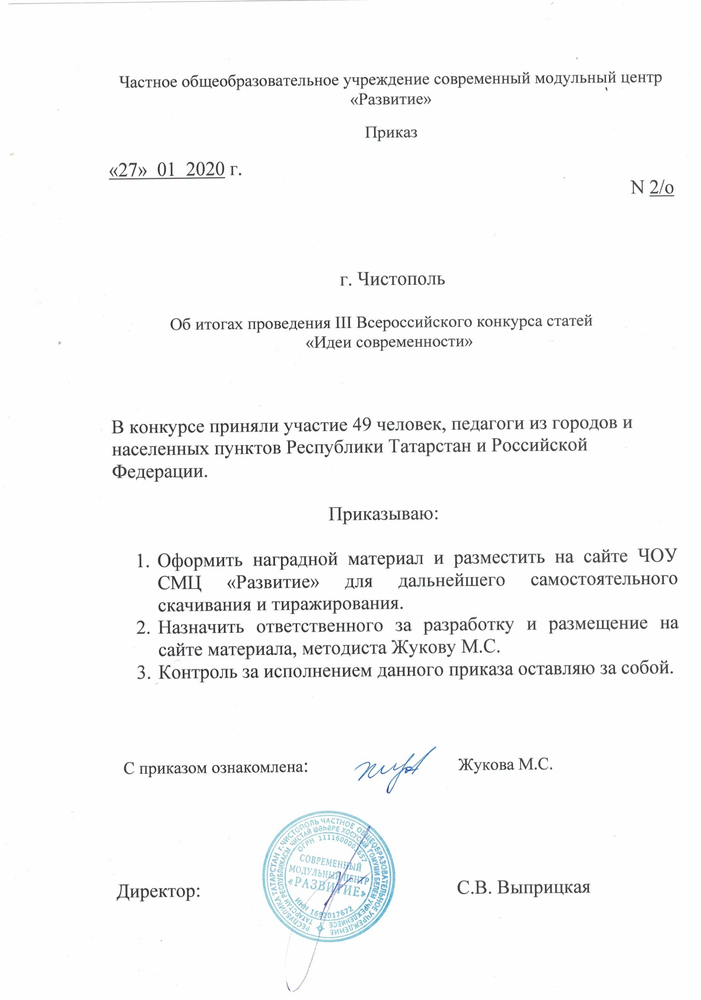 Частное общеобразовательное учреждение современный модульный центр
«Развитие»
Приказ
«27» 01 2020 г.
N 2/о
г. Чистополь
Об итогах проведения III Всероссийского конкурса статей
«Идеи современности»
В конкурсе приняли участие 49 человек, педагоги из городов и
населенных пунктов Республики Татарстан и Российской
Федерации.
Приказываю:
1. Оформить наградной материал и разместить на сайте ЧОУ
СМЦ «Развитие» для дальнейшего самостоятельного
скачивания и тиражирования.
2. Назначить ответственного за разработку и размещение на
сайте материала, методиста Жукову М.С.
3. Контроль за исполнением данного приказа оставляю за собой.
С приказом ознакомлена:
Жукова М.С.
Директор:
С.В. Выприцкая
РЕСПУБЛИКА ТАТАРСТАН г.ЧИСТОПОЛЬ ЧАСТНОЕ ОБЩЕОБРАЗОВАТЕЛЬНОЕ УЧРЕЖДЕНИЕ
ТАТАРСТАН РЕСПУБЛИКАСЫ ЧИСТАЙ ШӘҺӘРЕ ХОСУСИЙ ГОМУМИ БЕЛЕМ УЧРЕЖДЕНИЕСЕ
ОГРН
СОВРЕМЕННЫЙ
МОДУЛЬНЫЙ ЦЕНТР
«РАЗВИТИЕ»
ИНН 1652017672